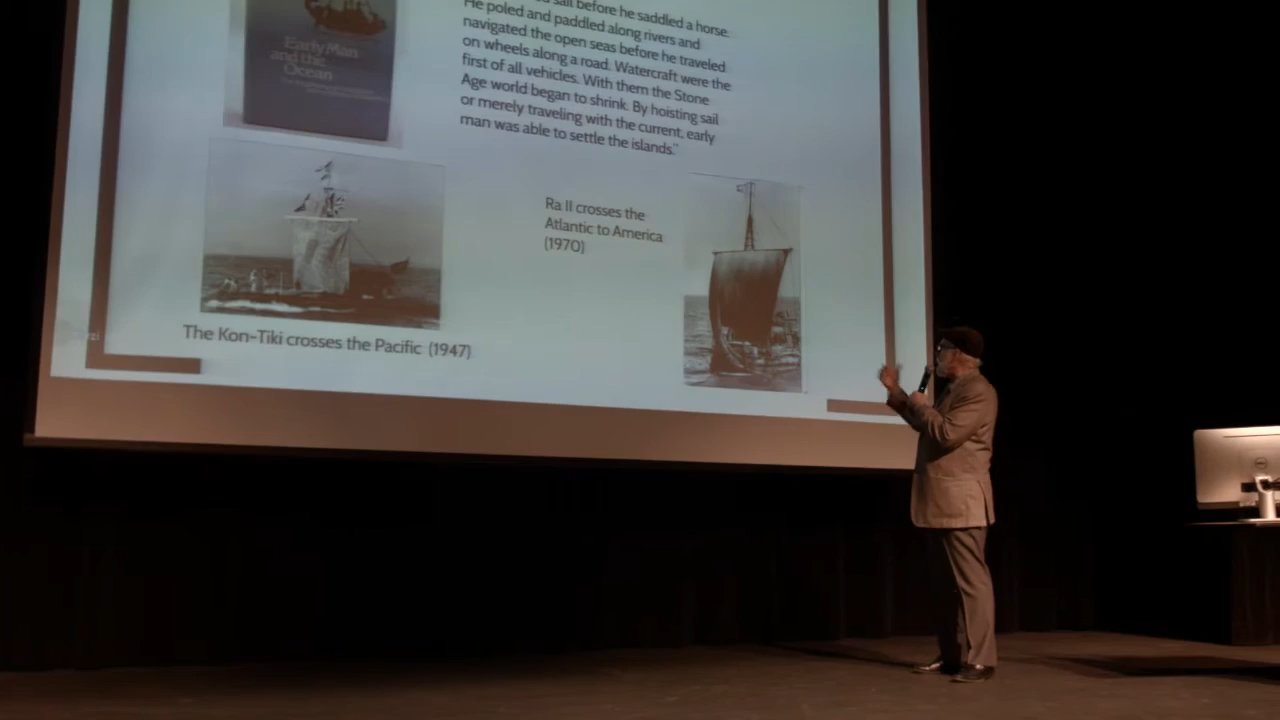 sail before he saddled a horse.
He poled and paddled along rivers and
navigated the open seas before he traveled
on wheels along a road. Watercraft were the
first of all vehicles. With them the Stone
Age world began to shrink. By hoisting sail
or merely traveling with the current, early
man was able to settle the islands."
Early Man
and the
Ocean
Ra II crosses the
Atlantic to America
(1970)
The Kon-Tiki crosses the Pacific (1947)
DELL